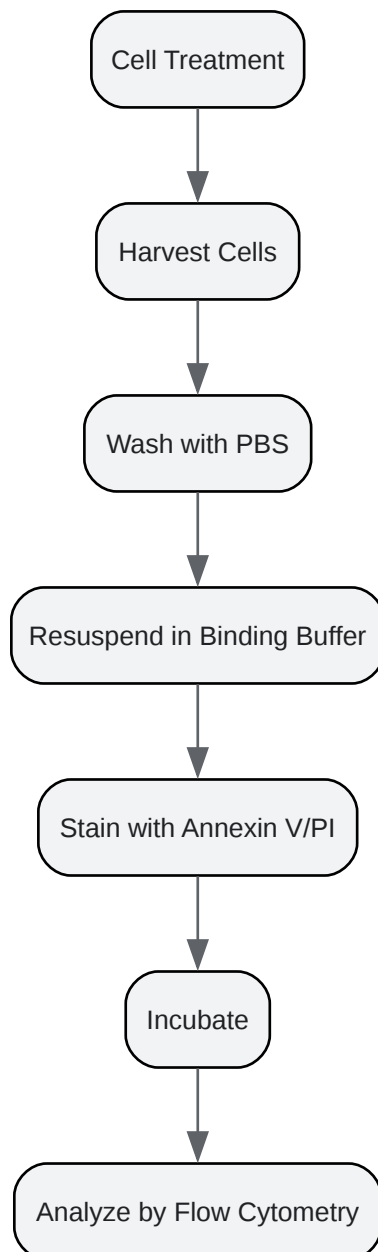 Cell Treatment
Harvest Cells
Wash with PBS
Resuspend in Binding Buffer
Stain with Annexin V/PI
Incubate
Analyze by Flow Cytometry